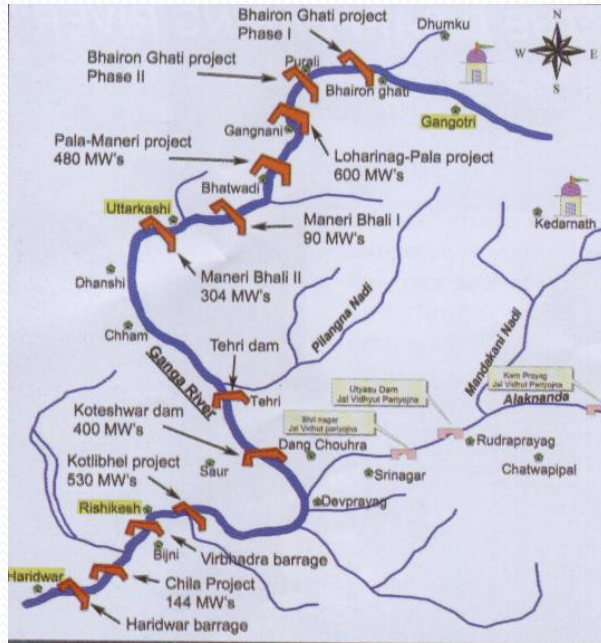 Bhairon Ghati project
Phase I
Dhumku
N
W E
S
Bhairon Ghati project
Phase II
Purali
Bhairon ghati
Gangotri
Gangnani
Loharinag-Pala project
600 MW's
Pala-Maneri project
480 MW's
Bhatwadi
Kedarnath
Uttarkashi
Maneri Bhali I
90 MW's
Maneri Bhali II
304 MW's
Dhanshi
Chham
Pilangna Nadi
Mandakani Nadi
Ganga River
Tehri dam
Tehri
Utyasu Dam
Jal Vidhyut Pariyojna
Karn Prayag
Jal Vidhut Pariyojna
Alaknanda
Shri nagar
Jal Vidhut pariyojna
Koteshwar dam
400 MW's
Dang Chouhra
Rudraprayag
Chatwapipal
Srinagar
Kotlibhel project
530 MW's
Saur
Devprayag
Rishikesh
Bijni
Virbhadra barrage
Haridwar
Chila Project
144 MW's
Haridwar barrage